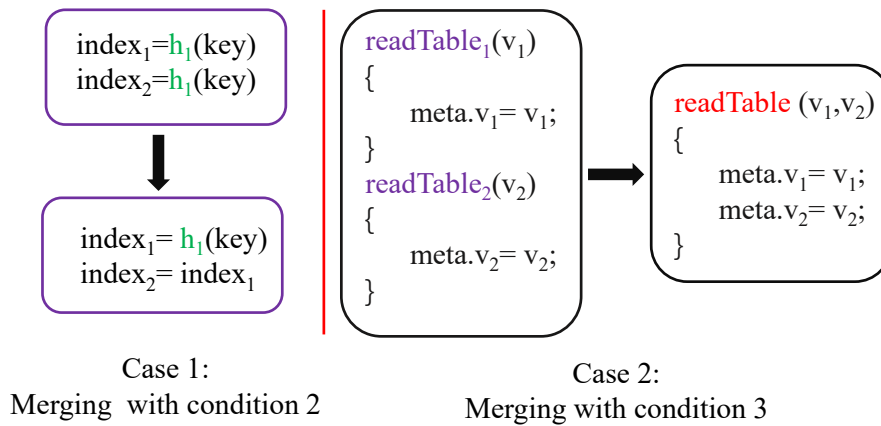 index₁=h₁(key)
index₂=h₁(key)
index₁= h₁(key)
index₂= index₁
Case 1:
Merging with condition 2
readTable₁(v₁)
{
meta.v₁= v₁;
}
readTable₂(v₂)
{
meta.v₂= v₂;
}
readTable (v₁,v₂)
{
meta.v₁= v₁;
meta.v₂= v₂;
}
Case 2:
Merging with condition 3